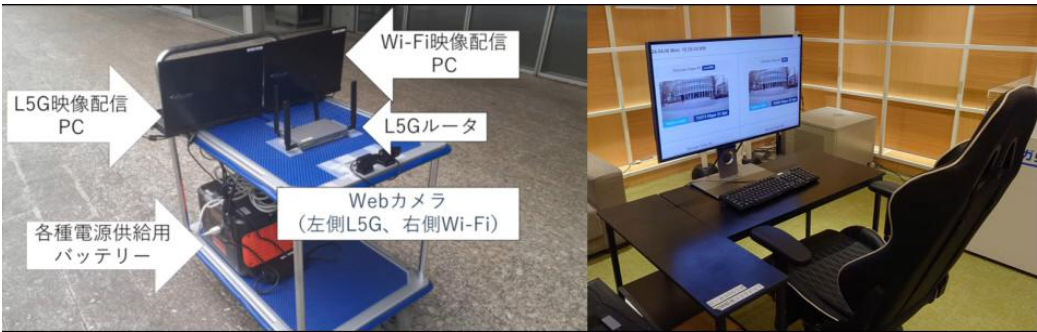 Wi-Fi映像配信
PC
L5G映像配信
PC
L5Gルータ
Webカメラ
（左側L5G、右側Wi-Fi）
各種電源供給用
バッテリー